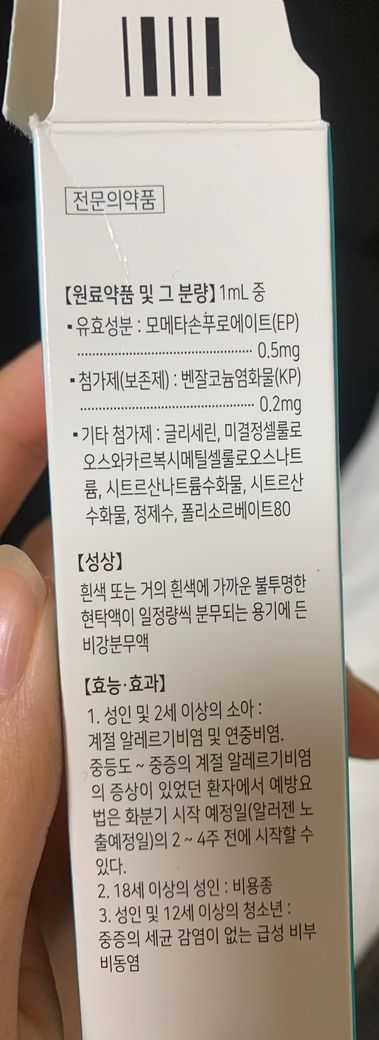 전문의약품
【원료약품 및 그 분량】 1mL 중
▪유효성분 : 모메타손푸로에이트(EP)
................................................ 0.5mg
▪첨가제(보존제) : 벤잘코늄염화물(KP)
................................................ 0.2mg
▪기타 첨가제 : 글리세린, 미결정셀룰로
오스와카르복시메틸셀룰로오스나트
륨, 시트르산나트륨수화물, 시트르산
수화물, 정제수, 폴리소르베이트80
【성상】
흰색 또는 거의 흰색에 가까운 불투명한
현탁액이 일정량씩 분무되는 용기에 든
비강분무액
【효능·효과】
1. 성인 및 2세 이상의 소아 :
계절 알레르기비염 및 연중비염.
중등도 ~ 중증의 계절 알레르기비염
의 증상이 있었던 환자에서 예방요
법은 화분기 시작 예정일(알러젠 노
출예정일)의 2 ~ 4주 전에 시작할 수
있다.
2. 18세 이상의 성인 : 비용종
3. 성인 및 12세 이상의 청소년 :
중증의 세균 감염이 없는 급성 비부
비동염